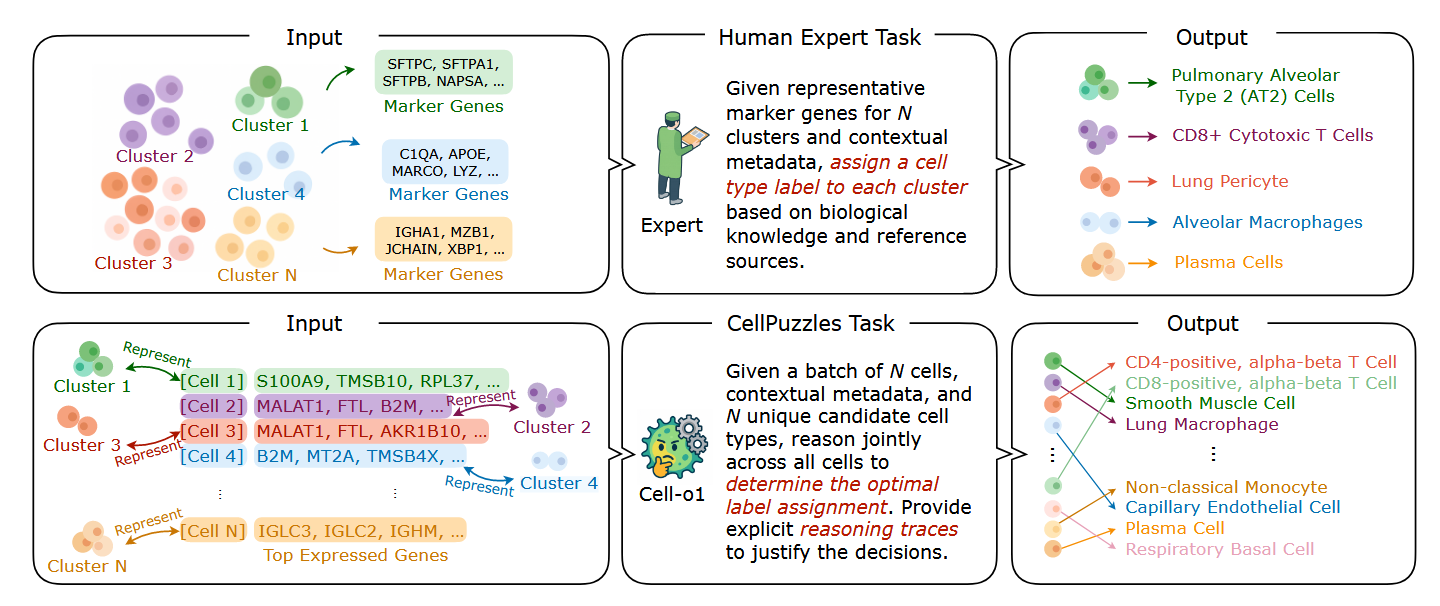 Input
SFTPC, SFTPA1,
SFTPB, NAPSA, ...
Marker Genes
Cluster 1
Cluster 2
C1QA, APOE,
MARCO, LYZ, ...
Marker Genes
Cluster 4
IGHA1, MZB1,
JCHAIN, XBP1, ...
Marker Genes
Cluster 3
Cluster N
Human Expert Task
Expert
Given representative
marker genes for N
clusters and contextual
metadata, assign a cell
type label to each cluster
based on biological
knowledge and reference
sources.
Output
Pulmonary Alveolar
Type 2 (AT2) Cells
CD8+ Cytotoxic T Cells
Lung Pericyte
Alveolar Macrophages
Plasma Cells
Input
Represent
Cluster 1
[Cell 1] S100A9, TMSB10, RPL37, ...
[Cell 2] MALAT1, FTL, B2M, ...
Represent
Cluster 2
Cluster 3
Represent
[Cell 3] MALAT1, FTL, AKR1B10, ...
[Cell 4] B2M, MT2A, TMSB4X, ...
Represent
Cluster 4
⋮ ⋮
Represent
Cluster N
[Cell N] IGLC3, IGLC2, IGHM, ...
Top Expressed Genes
CellPuzzles Task
Cell-o1
Given a batch of N cells,
contextual metadata, and
N unique candidate cell
types, reason jointly
across all cells to
determine the optimal
label assignment. Provide
explicit reasoning traces
to justify the decisions.
Output
CD4-positive, alpha-beta T Cell
CD8-positive, alpha-beta T Cell
Smooth Muscle Cell
Lung Macrophage
⋮ ⋮
Non-classical Monocyte
Capillary Endothelial Cell
Plasma Cell
Respiratory Basal Cell